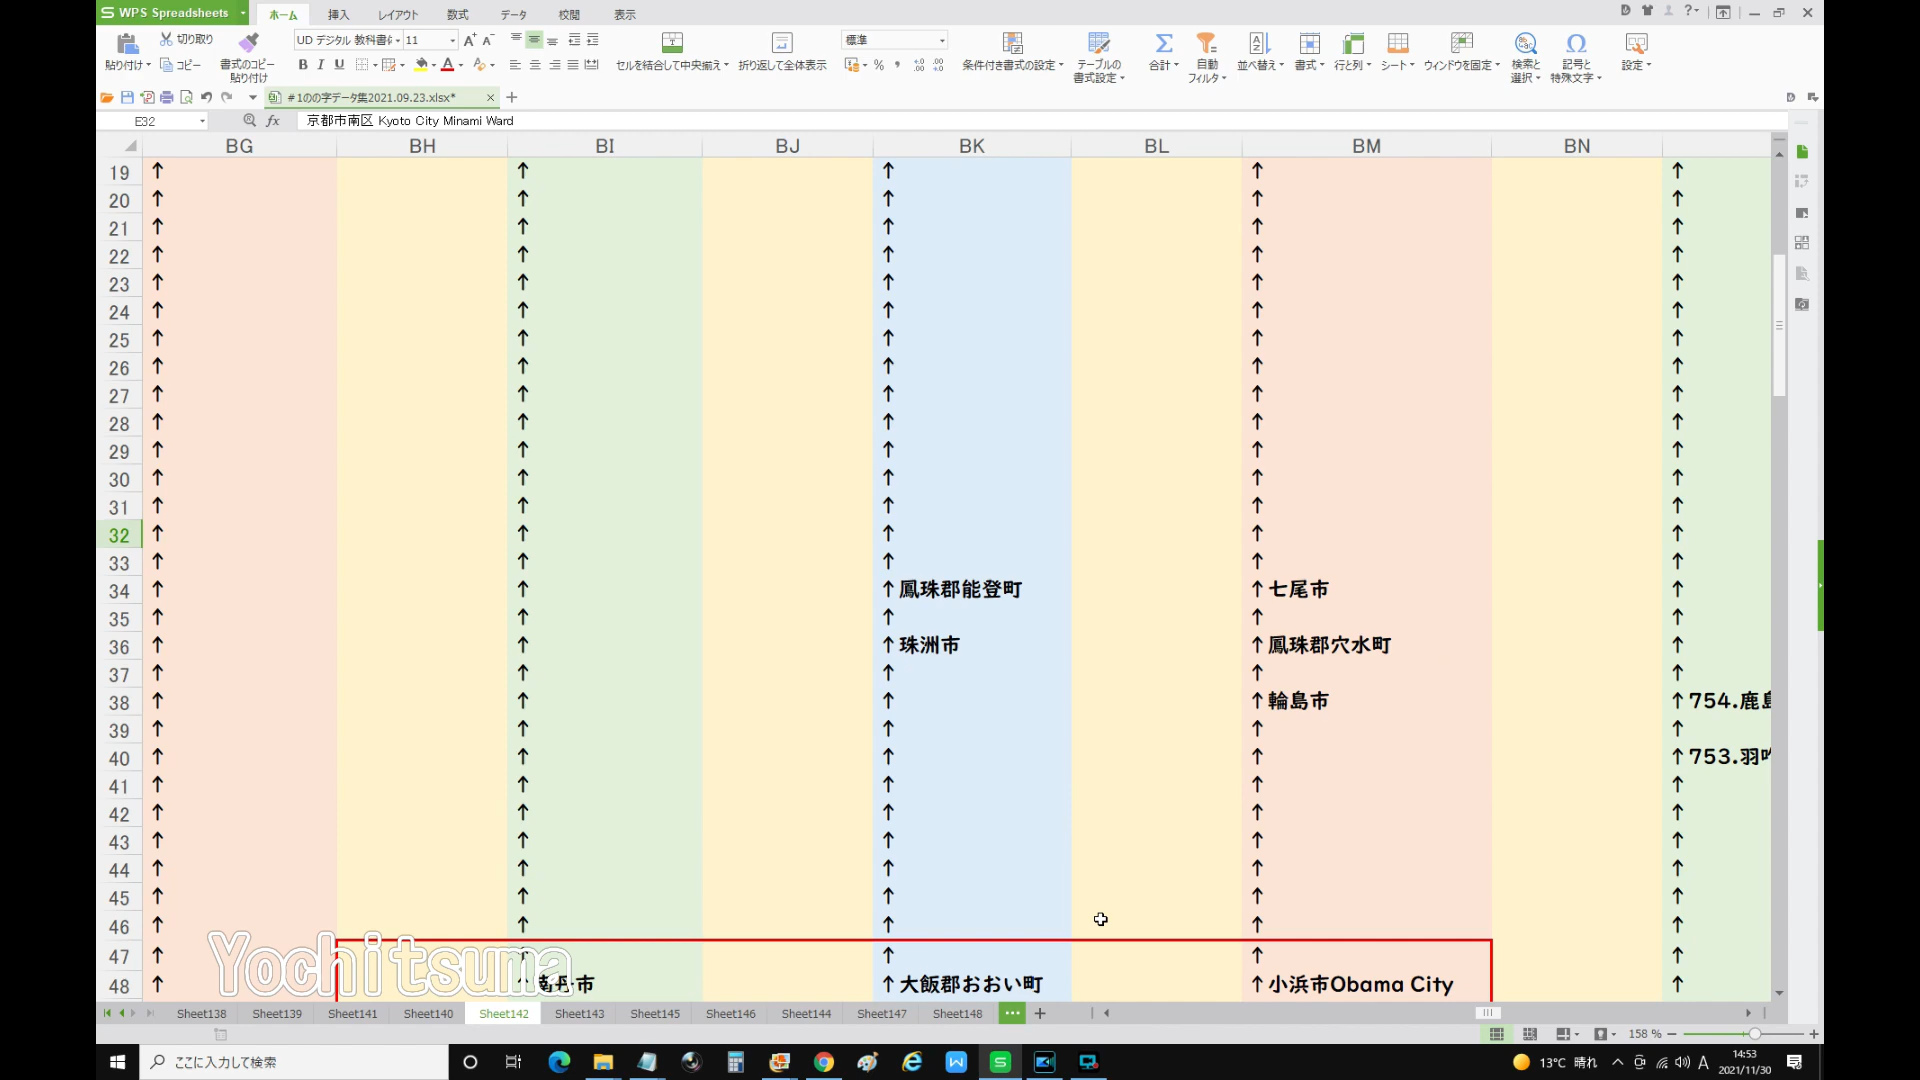 WPS Spreadsheets ホーム 挿入 レイアウト 数式 データ 校閲 表示
貼り付け 切取り コピー 書式のコピー貼り付け UD デジタル 教科書 11 標準
B I U セルを結合して中央揃え 折り返して全体表示 % 条件付き書式の設定 テーブルの書式設定 合計 自動フィルタ 並べ替え 書式 行と列 シート ウィンドウを固定 検索と選択 記号と特殊文字 設定
#1のの字データ集2021.09.23.xlsx*
E32 fx 京都市南区 Kyoto City Minami Ward
BG BH BI BJ BK BL BM BN
19 ↑ ↑ ↑ ↑ ↑
20 ↑ ↑ ↑ ↑ ↑
21 ↑ ↑ ↑ ↑ ↑
22 ↑ ↑ ↑ ↑ ↑
23 ↑ ↑ ↑ ↑ ↑
24 ↑ ↑ ↑ ↑ ↑
25 ↑ ↑ ↑ ↑ ↑
26 ↑ ↑ ↑ ↑ ↑
27 ↑ ↑ ↑ ↑ ↑
28 ↑ ↑ ↑ ↑ ↑
29 ↑ ↑ ↑ ↑ ↑
30 ↑ ↑ ↑ ↑ ↑
31 ↑ ↑ ↑ ↑ ↑
32 ↑ ↑ ↑ ↑ ↑
33 ↑ ↑ ↑ ↑ ↑
34 ↑ ↑ ↑鳳珠郡能登町 ↑七尾市 ↑
35 ↑ ↑ ↑ ↑ ↑
36 ↑ ↑ ↑珠洲市 ↑鳳珠郡穴水町 ↑
37 ↑ ↑ ↑ ↑ ↑
38 ↑ ↑ ↑ ↑輪島市 ↑754.鹿島
39 ↑ ↑ ↑ ↑ ↑
40 ↑ ↑ ↑ ↑ ↑753.羽
41 ↑ ↑ ↑ ↑ ↑
42 ↑ ↑ ↑ ↑ ↑
43 ↑ ↑ ↑ ↑ ↑
44 ↑ ↑ ↑ ↑ ↑
45 ↑ ↑ ↑ ↑ ↑
46 ↑ ↑ ↑ ↑ ↑
47 ↑ ↑ ↑ ↑ ↑
48 ↑ ↑南丹市 ↑大飯郡おおい町 ↑小浜市Obama City ↑
Yochitsuma
Sheet138 Sheet139 Sheet141 Sheet140 Sheet142 Sheet143 Sheet145 Sheet146 Sheet144 Sheet147 Sheet148
158 %
ここに入力して検索 13°C 晴れ A 14:53
2021/11/30